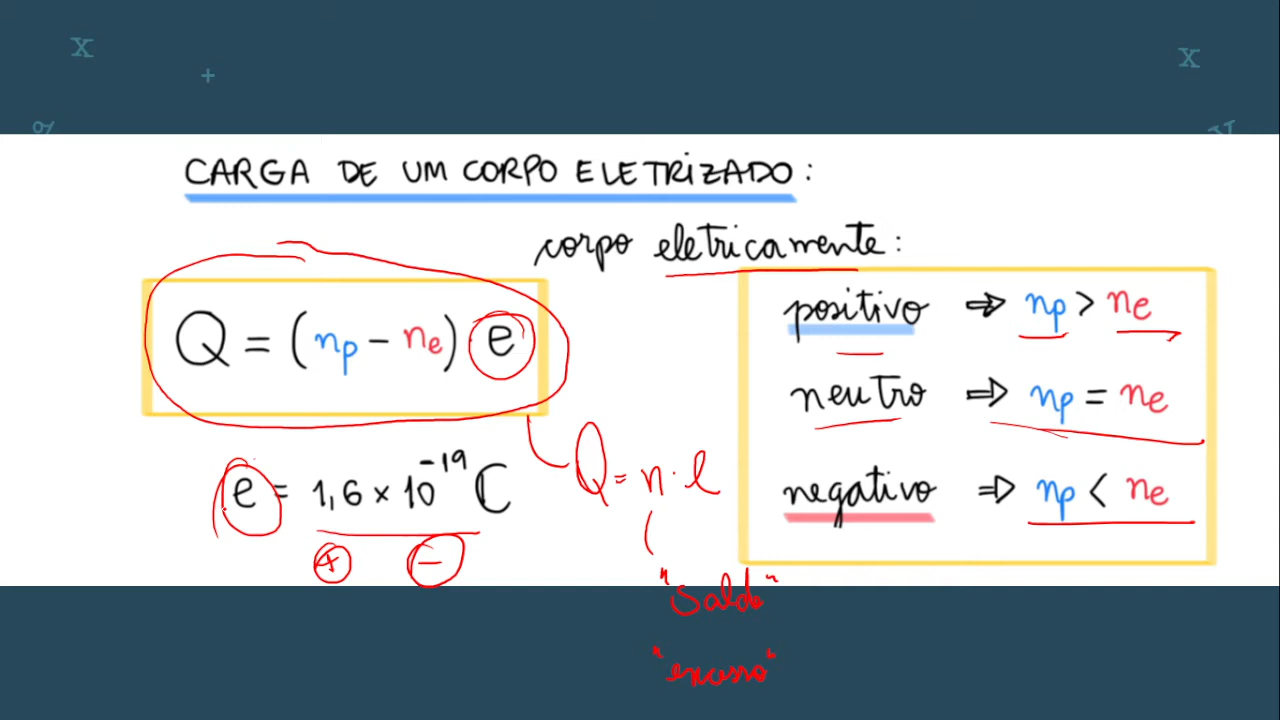 x
+
x
CARGA DE UM CORPO ELETRIZADO:
corpo eletricamente:
Q = (np - ne) e
positivo ⇒ np > ne
neutro ⇒ np = ne
e = 1,6 × 10^-19 C
+ −
Q = n · e
negativo ⇒ np < ne
"Saldo"
"excesso"